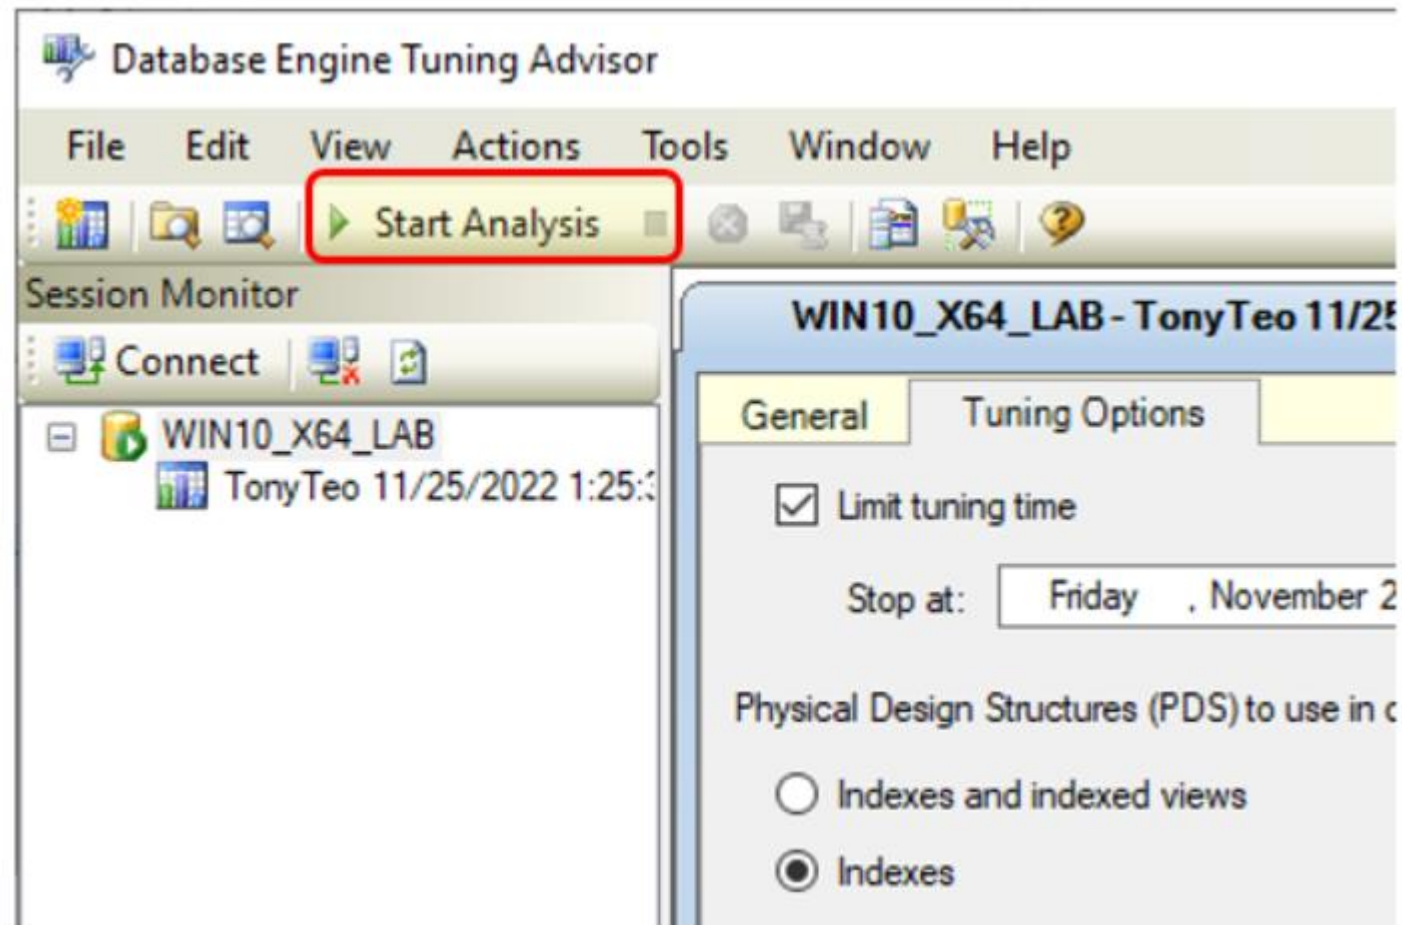 Database Engine Tuning Advisor
File Edit View Actions Tools Window Help
Start Analysis
Session Monitor
Connect
WIN10_X64_LAB
TonyTeo 11/25/2022 1:25:3
WIN10_X64_LAB - TonyTeo 11/25
General Tuning Options
Limit tuning time
Stop at: Friday , November 2
Physical Design Structures (PDS) to use in
Indexes and indexed views
Indexes